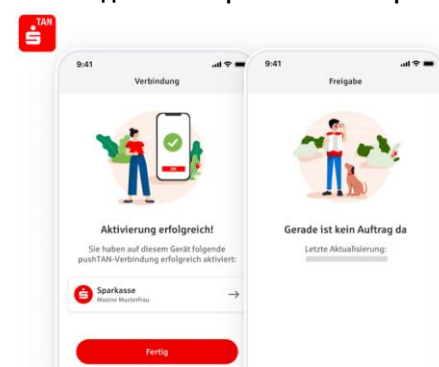 TAN
9:41
Verbindung
OK
Aktivierung erfolgreich!
Sie haben auf diesem Gerät folgende
pushTAN-Verbindung erfolgreich aktiviert:
Sparkasse
Maxine Musterfrau
Fertig
9:41
Freigabe
Gerade ist kein Auftrag da
Letzte Aktualisierung: